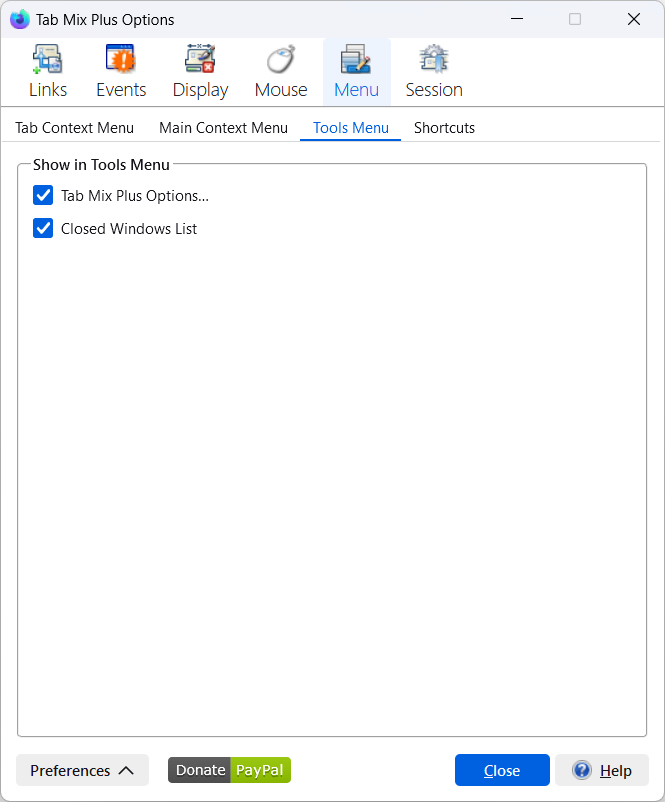 Tab Mix Plus Options
Links Events Display Mouse Menu Session
Tab Context Menu Main Context Menu Tools Menu Shortcuts
Show in Tools Menu
Tab Mix Plus Options...
Closed Windows List
Preferences Donate PayPal Close Help